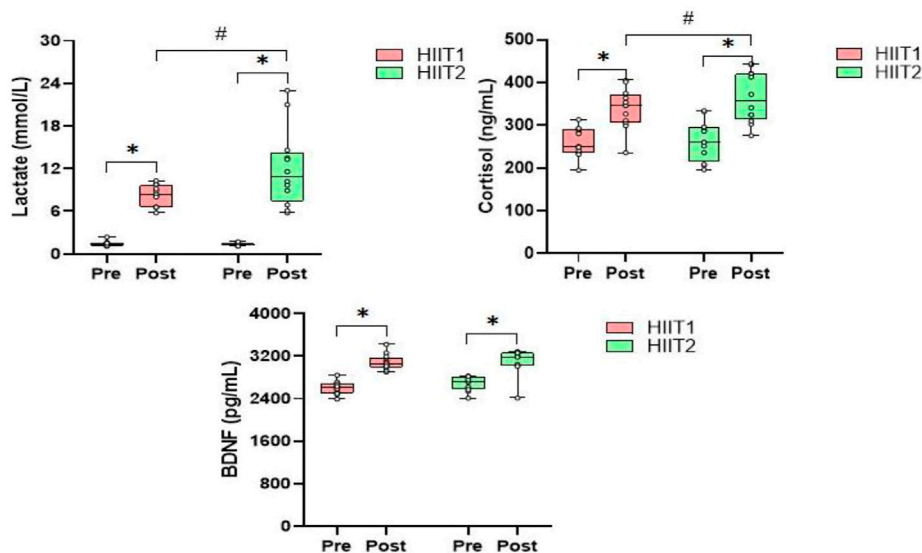 #
30
24
18
12
6
0
Lactate (mmol/L)
*
*
Pre Post Pre Post
HIIT1
HIIT2
#
500
400
300
200
100
0
Cortisol (ng/mL)
*
*
Pre Post Pre Post
HIIT1
HIIT2
4000
3200
2400
1600
800
0
BDNF (pg/mL)
*
*
Pre Post Pre Post
HIIT1
HIIT2